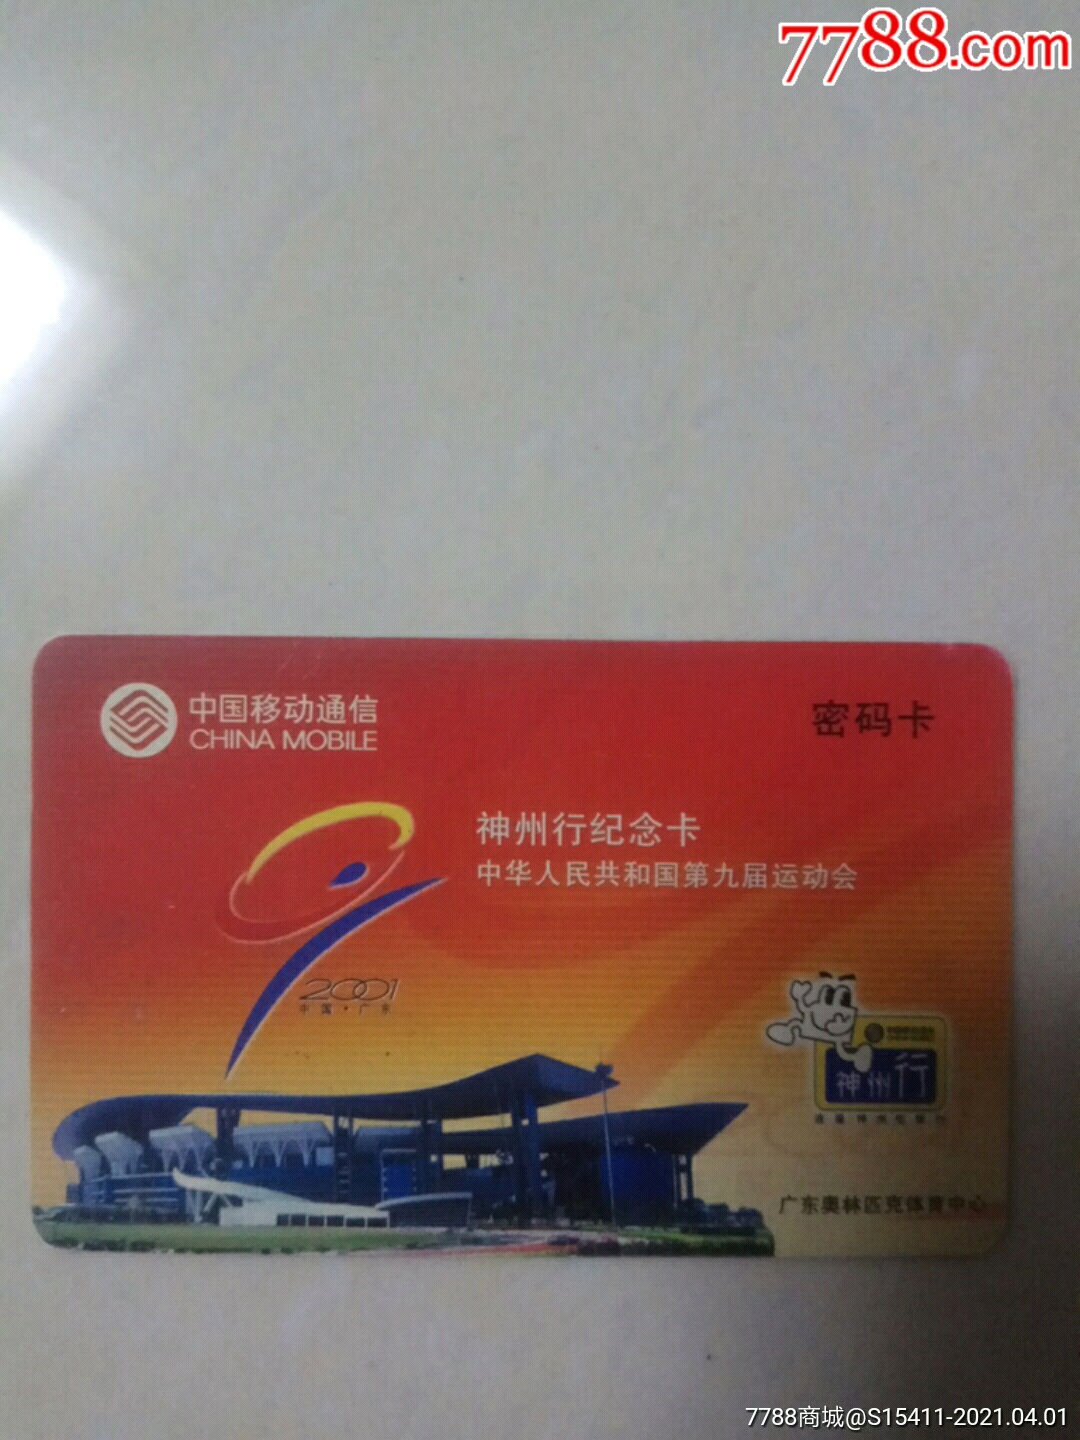 7788.com
中国移动通信
CHINA MOBILE
密码卡
神州行纪念卡
中华人民共和国第九届运动会
2001
中国·广东
神州行
广东奥林匹克体育中心
7788商城@S15411-2021.04.01